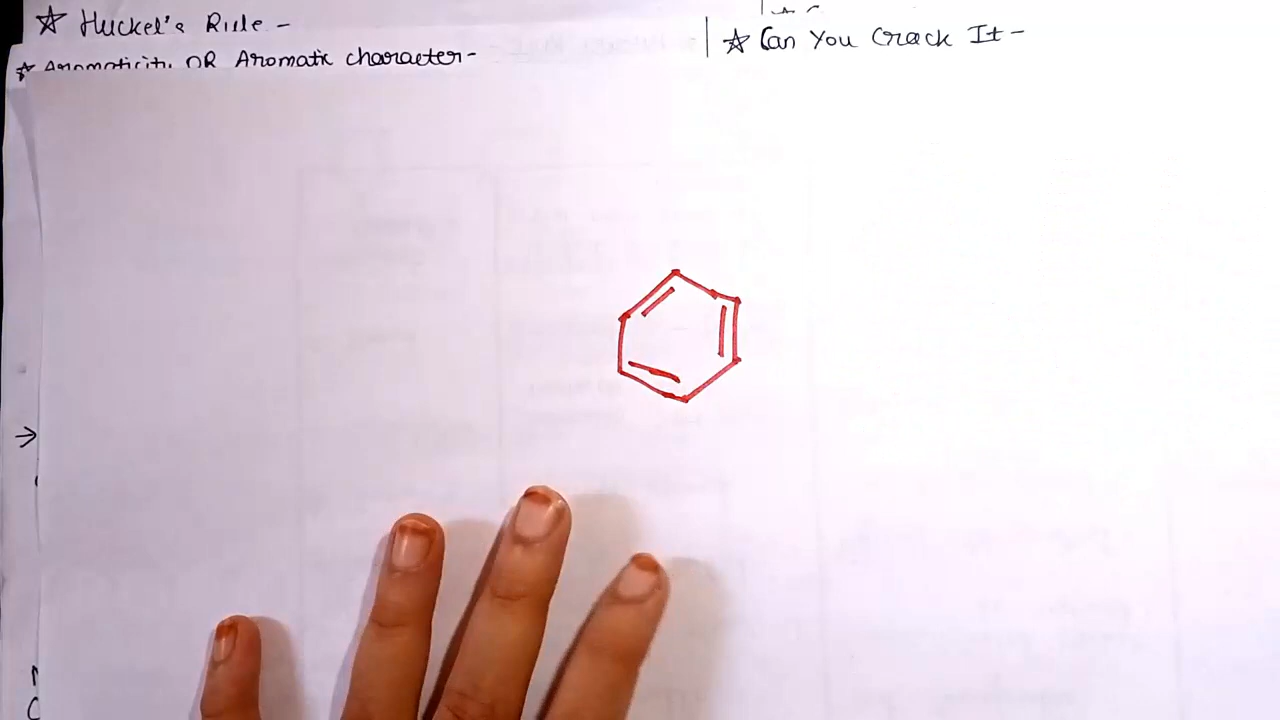 ☆ Huckel's Rule -
☆ Aromaticity OR Aromatic character -
☆ Can You Crack It -